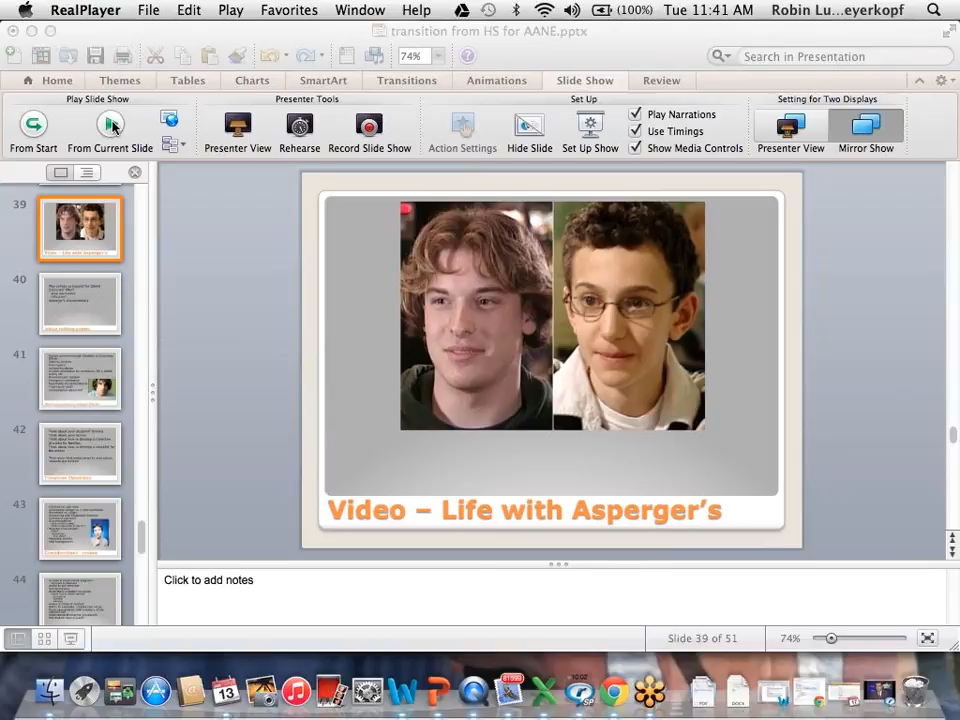 RealPlayer File Edit Play Favorites Window Help (100%) Tue 11:41 AM Robin Lu...eyerkopf
transition from HS for AANE.pptx
74% Search in Presentation
Home Themes Tables Charts SmartArt Transitions Animations Slide Show Review
Play Slide Show Presenter Tools Set Up Setting for Two Displays
Play Narrations
Use Timings
Show Media Controls
From Start From Current Slide Presenter View Rehearse Record Slide Show Action Settings Hide Slide Set Up Show Presenter View Mirror Show
39
Video – Life with Asperger's
40
41
42
43
44
Video – Life with Asperger's
Click to add notes
Slide 39 of 51 74%